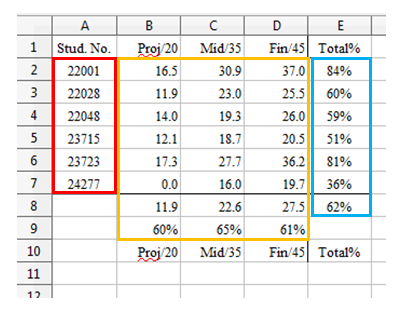 A B C D E
1 Stud. No. Proj/20 Mid/35 Fin/45 Total%
2 22001 16.5 30.9 37.0 84%
3 22028 11.9 23.0 25.5 60%
4 22048 14.0 19.3 26.0 59%
5 23715 12.1 18.7 20.5 51%
6 23723 17.3 27.7 36.2 81%
7 24277 0.0 16.0 19.7 36%
8 11.9 22.6 27.5 62%
9 60% 65% 61%
10 Proj/20 Mid/35 Fin/45 Total%
11
12